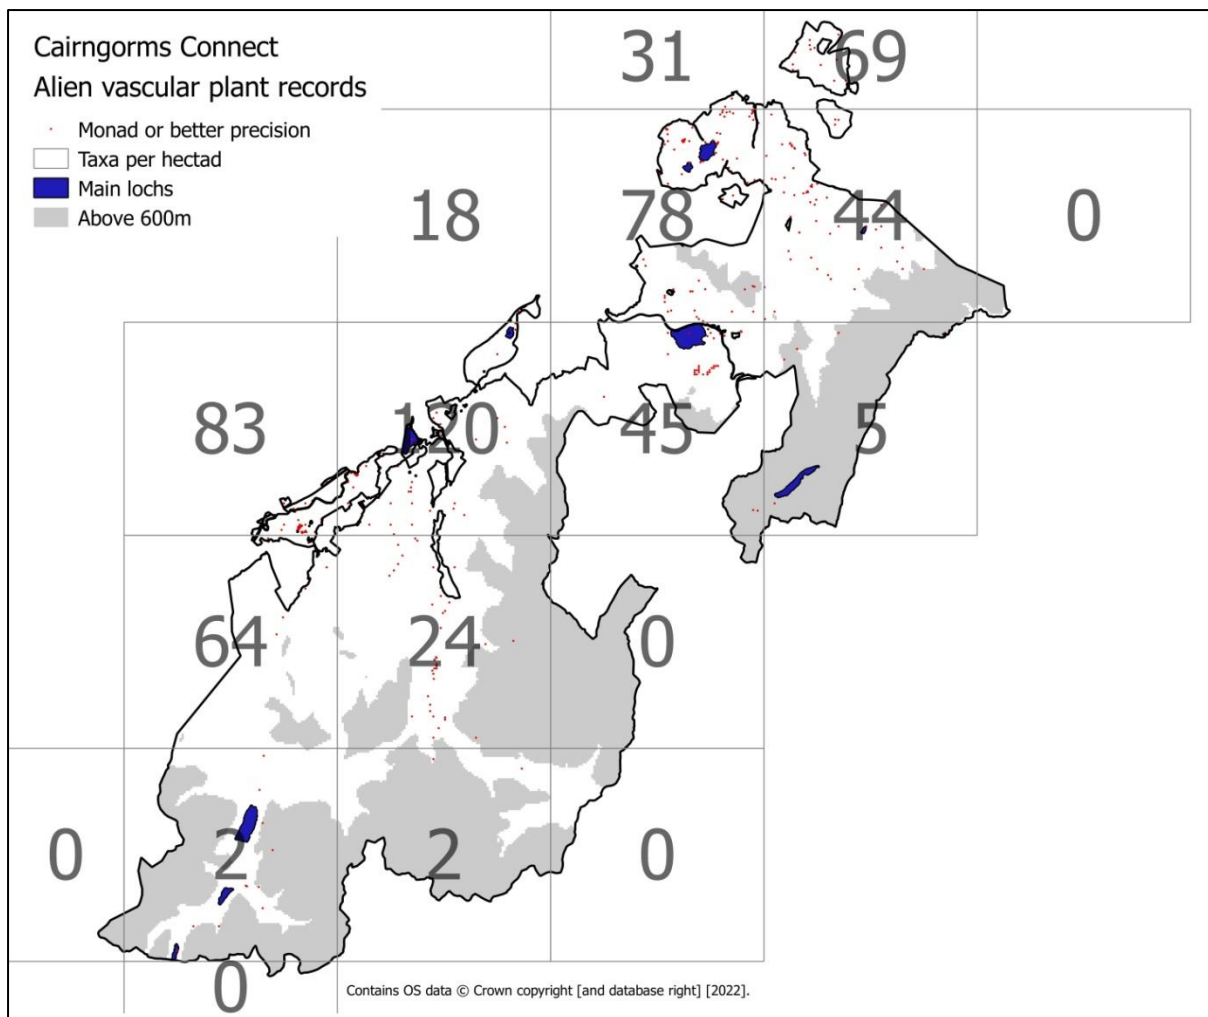 Cairngorms Connect
Alien vascular plant records
Monad or better precision
Taxa per hectad
Main lochs
Above 600m
31 69
18 78 44 0
83 120 45 5
64 24 0
0 2 2 0
0
Contains OS data © Crown copyright [and database right] [2022].